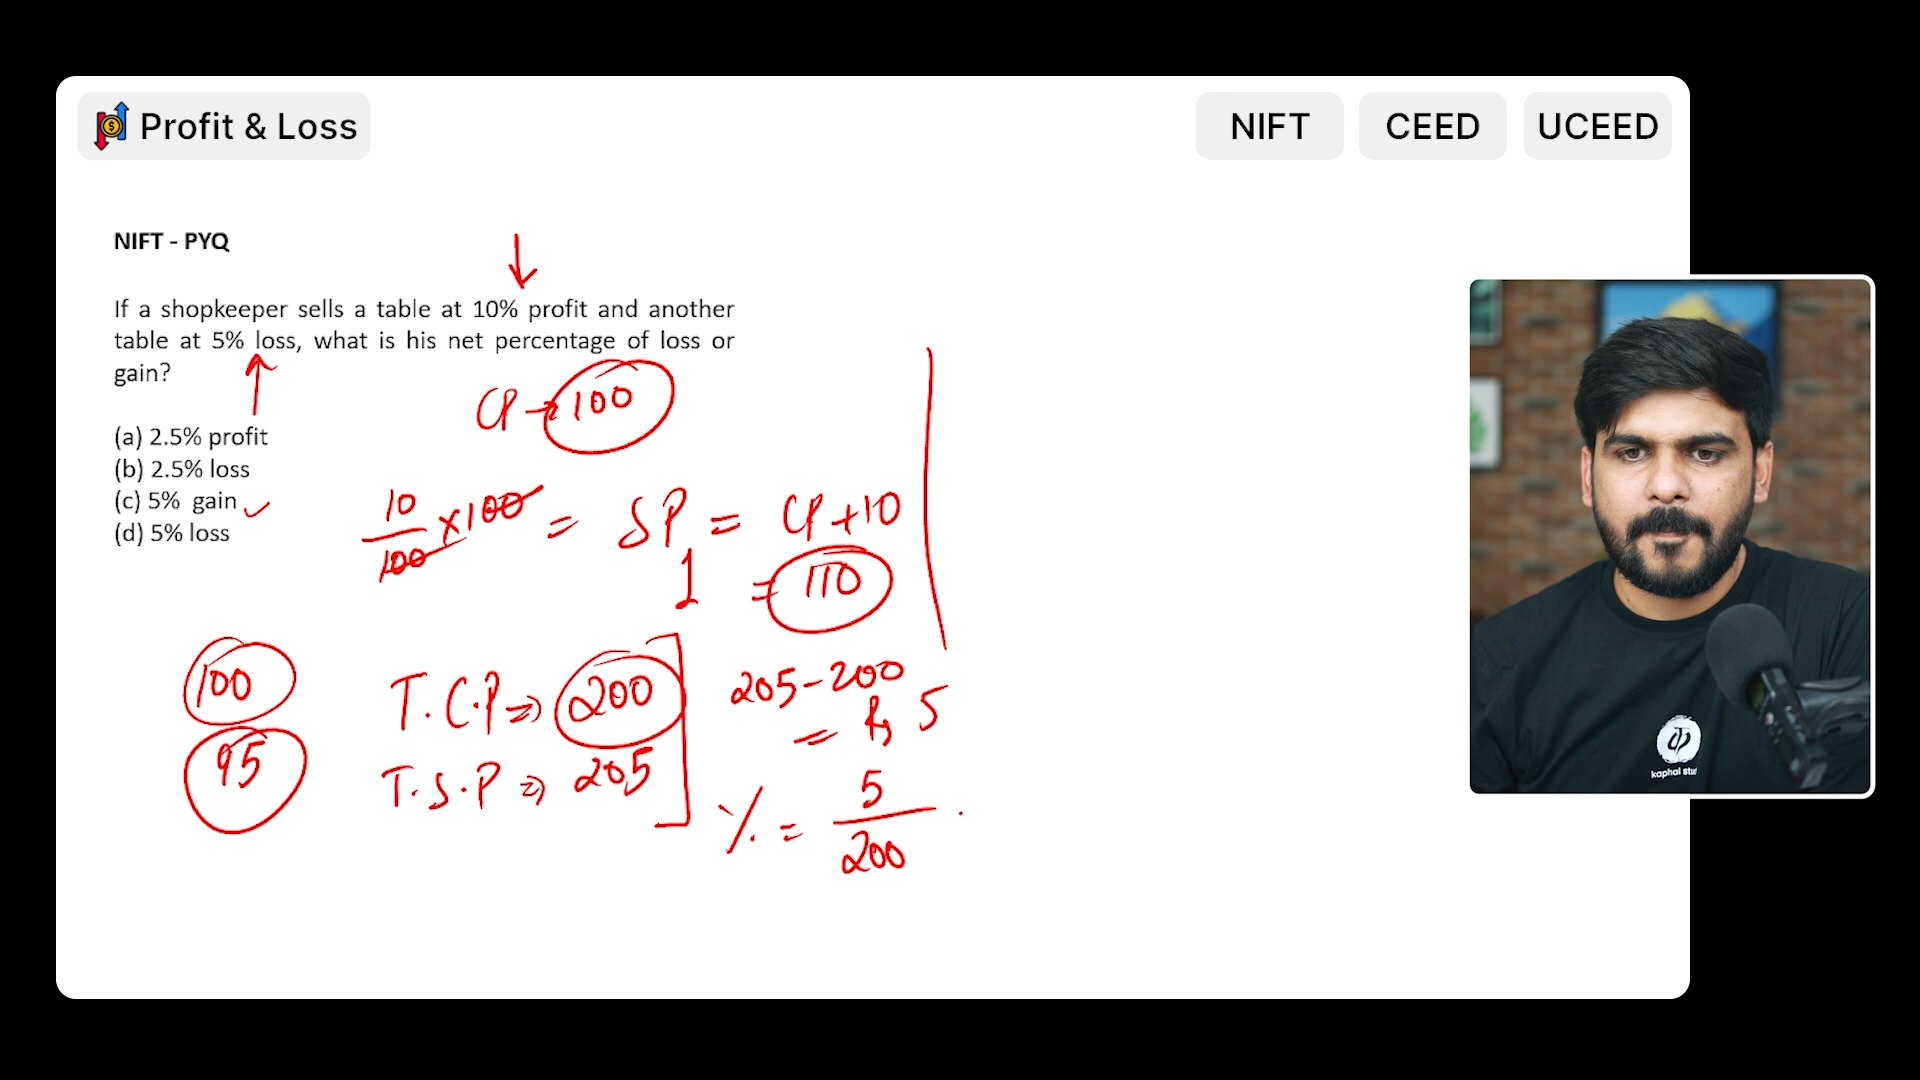 Profit & Loss
NIFT CEED UCEED
NIFT - PYQ
If a shopkeeper sells a table at 10% profit and another
table at 5% loss, what is his net percentage of loss or
gain?
(a) 2.5% profit
(b) 2.5% loss
(c) 5% gain
(d) 5% loss
CP → 100
10/100 × 100 = SP = CP + 10
1 = 110
100
95
T.C.P ⇒ 200
T.S.P ⇒ 205
205 - 200
= Rs 5
% = 5/200
kaphal stu